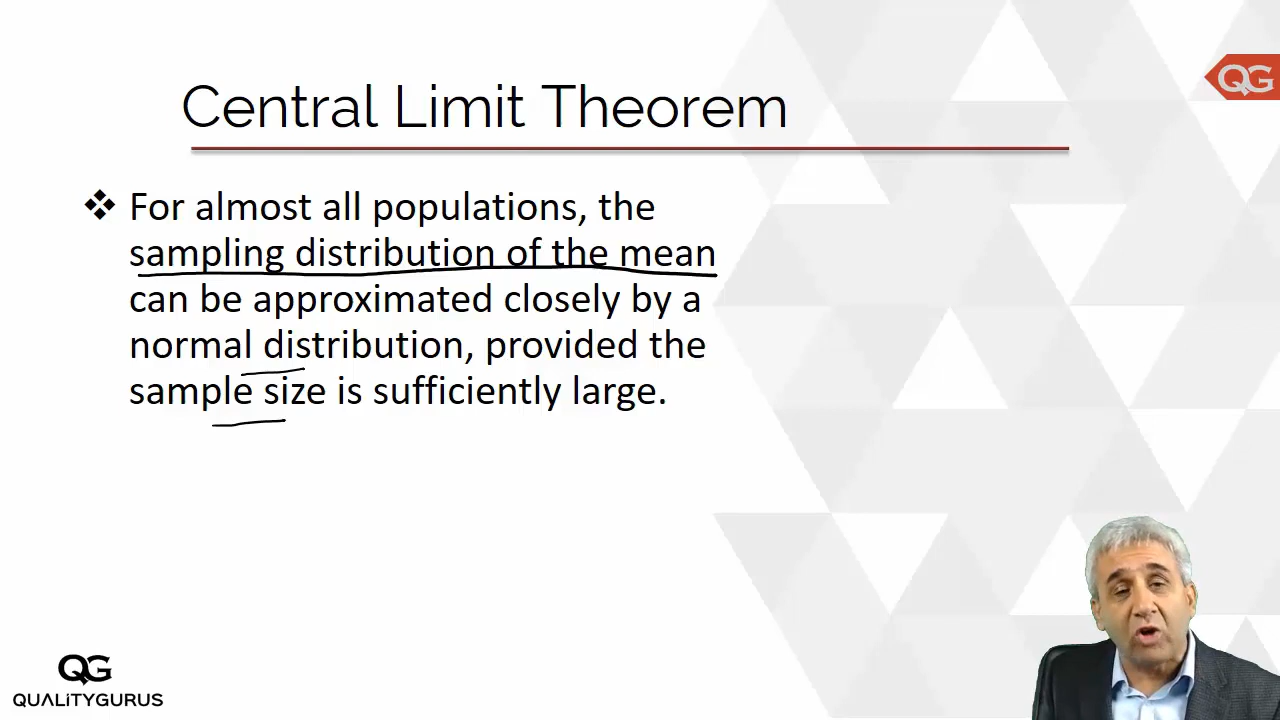 QG
Central Limit Theorem
❖ For almost all populations, the
sampling distribution of the mean
can be approximated closely by a
normal distribution, provided the
sample size is sufficiently large.
QG
QUALiTYGURUS